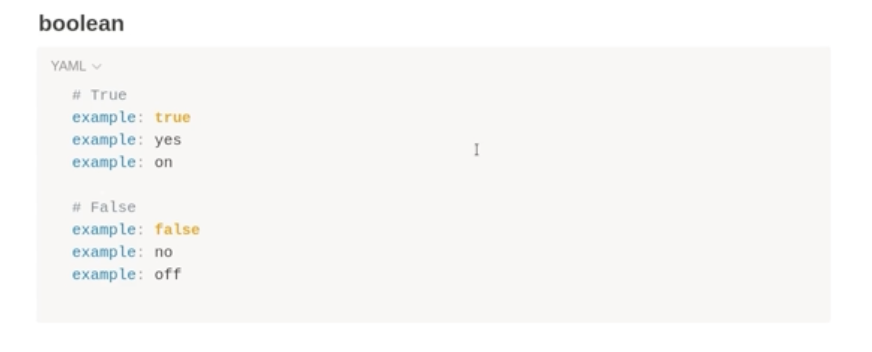 boolean
YAML
# True
example: true
example: yes
example: on
# False
example: false
example: no
example: off